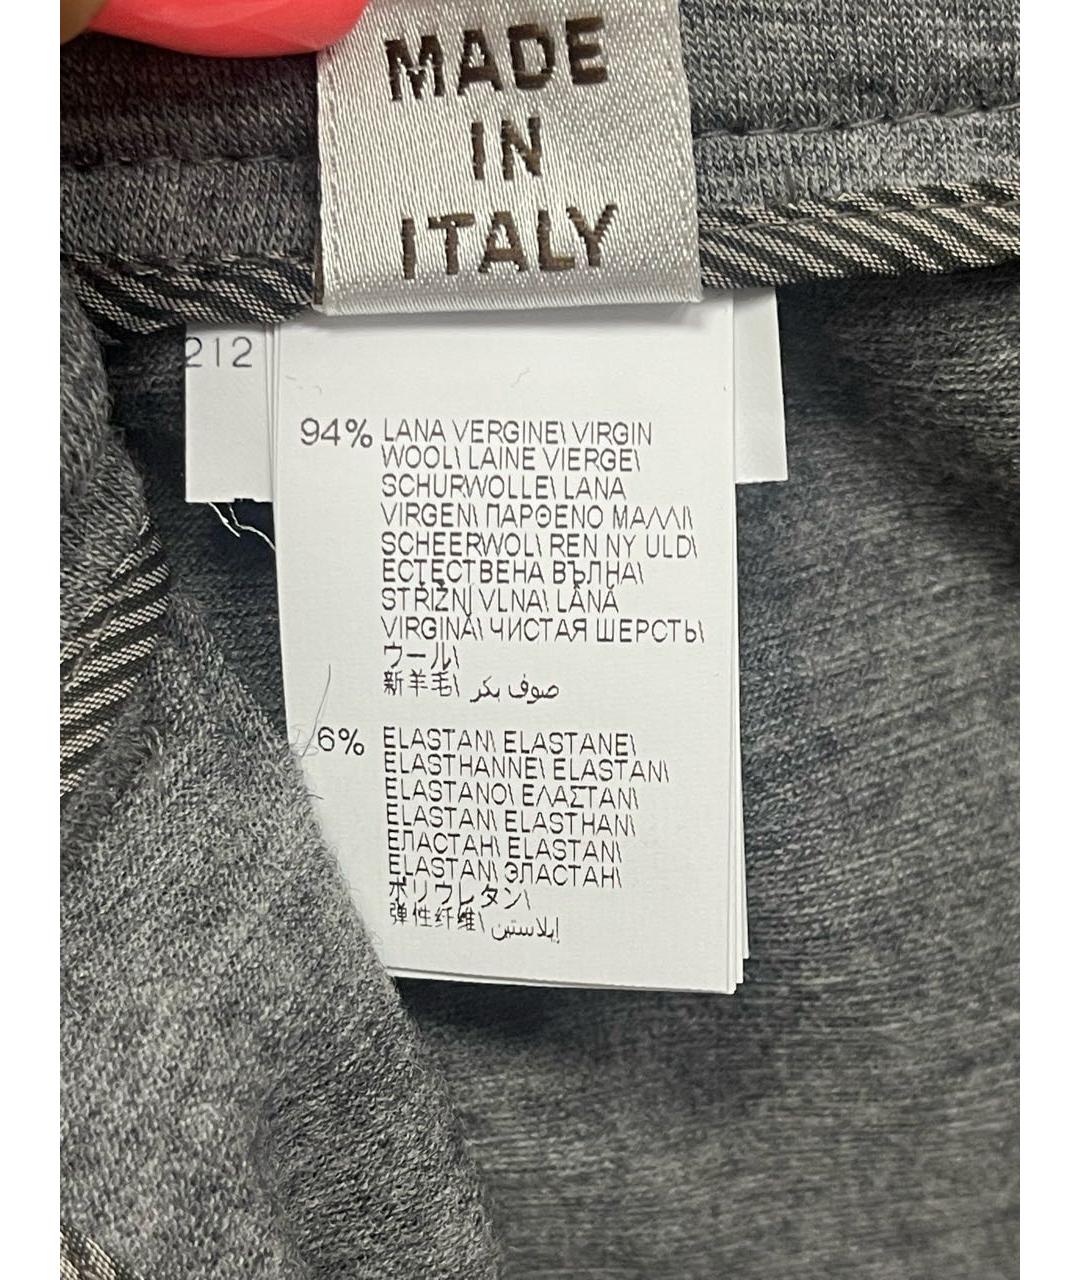 MADE
IN
ITALY
212
94% LANA VERGINE\ VIRGIN
WOOL\ LAINE VIERGE\
SCHURWOLLE\ LANA
VIRGEN\ ΠΑΡΘΕΝΟ ΜΑΛΛΙ\
SCHEERWOL\ REN NY ULD\
ЕСТЕСТВЕНА ВЪЛНА\
STŘIŽNÍ VLNA\ LÂNĂ
VIRGINĂ\ ЧИСТАЯ ШЕРСТЬ\
ウール\
新羊毛\ صوف بكر
6% ELASTAN\ ELASTANE\
ELASTHANNE\ ELASTAN\
ELASTANO\ ΕΛΑΣΤΑΝ\
ELASTAN\ ELASTHAN\
ЕЛАСТАН\ ELASTAN\
ELASTAN\ ЭЛАСТАН\
ポリウレタン\
弹性纤维\ إيلاستين